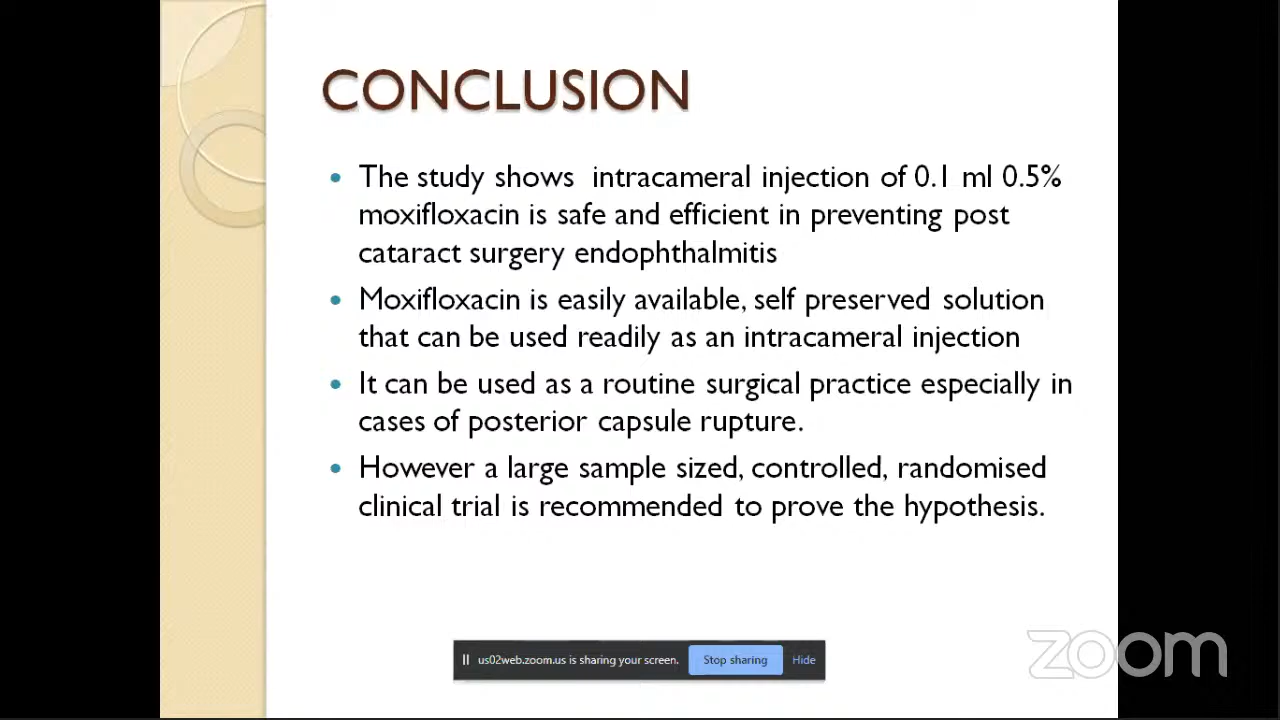 CONCLUSION
The study shows intracameral injection of 0.1 ml 0.5%
moxifloxacin is safe and efficient in preventing post
cataract surgery endophthalmitis
Moxifloxacin is easily available, self preserved solution
that can be used readily as an intracameral injection
It can be used as a routine surgical practice especially in
cases of posterior capsule rupture.
However a large sample sized, controlled, randomised
clinical trial is recommended to prove the hypothesis.
us02web.zoom.us is sharing your screen. Stop sharing Hide
zoom